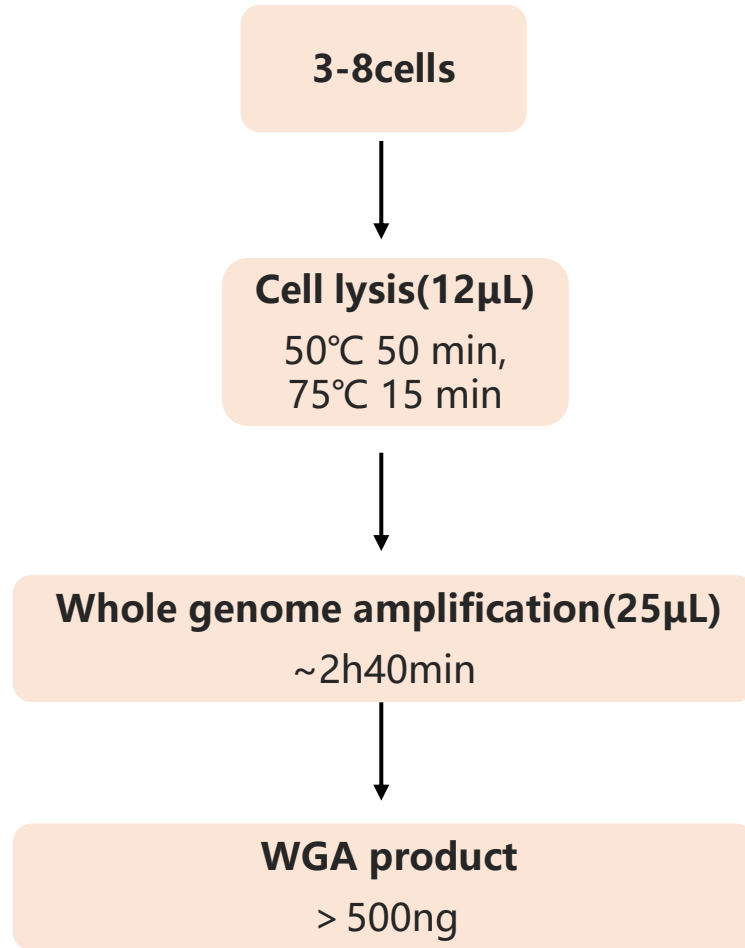 3-8cells
Cell lysis(12μL)
50℃ 50 min,
75℃ 15 min
Whole genome amplification(25μL)
~2h40min
WGA product
> 500ng